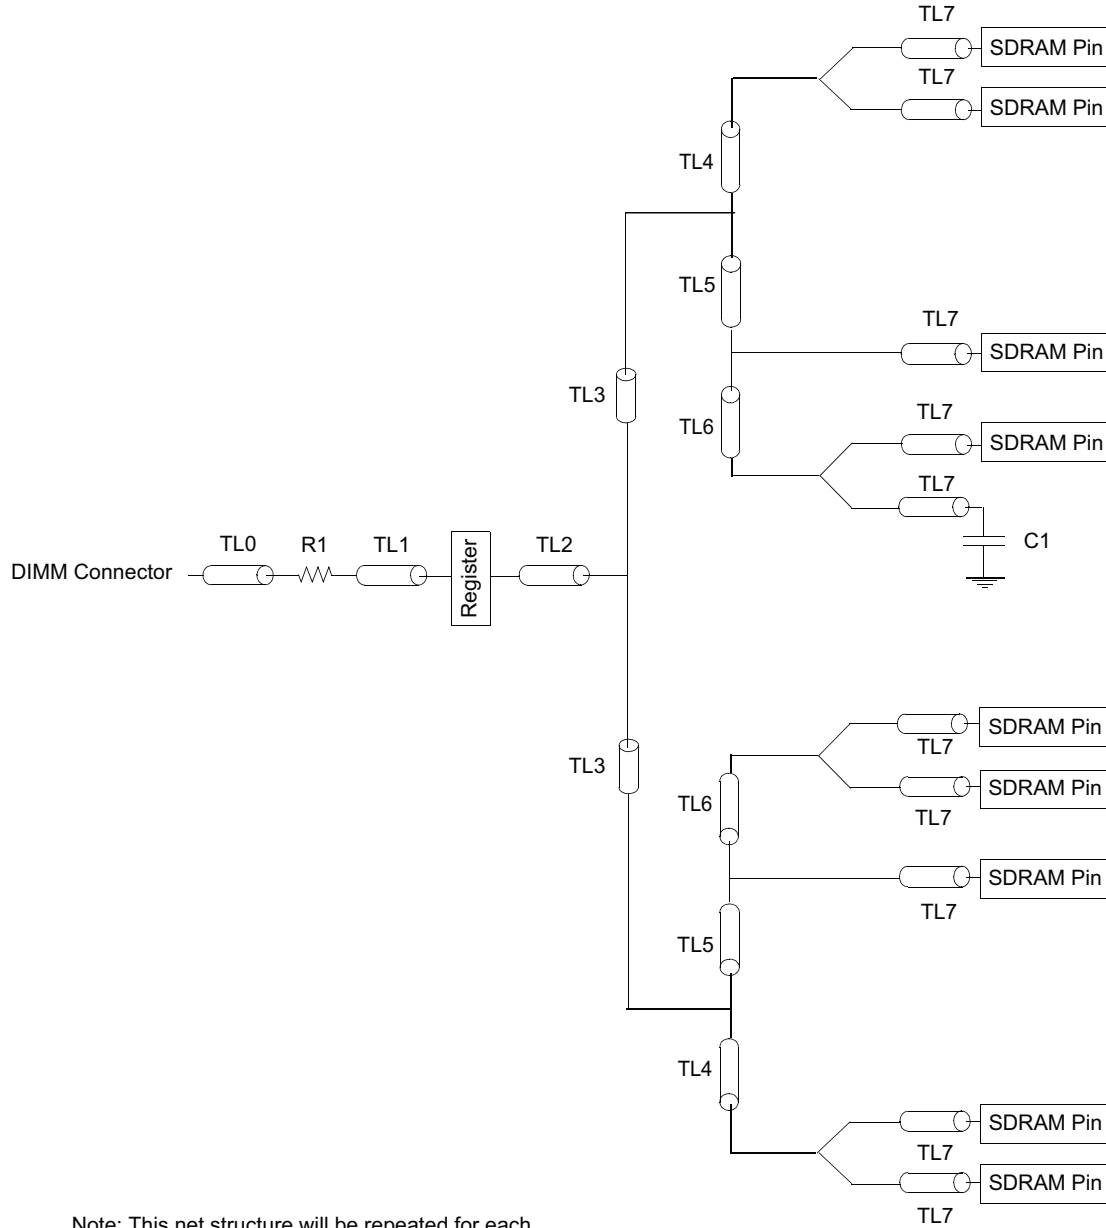 TL7
SDRAM Pin
TL7
SDRAM Pin
TL4
TL5
TL7
SDRAM Pin
TL3
TL6
TL7
SDRAM Pin
TL7
C1
DIMM Connector
TL0
R1
TL1
Register
TL2
TL3
TL7
SDRAM Pin
TL6
TL7
SDRAM Pin
TL7
SDRAM Pin
TL5
TL4
TL7
SDRAM Pin
TL7
SDRAM Pin
Note: This net structure will be repeated for each